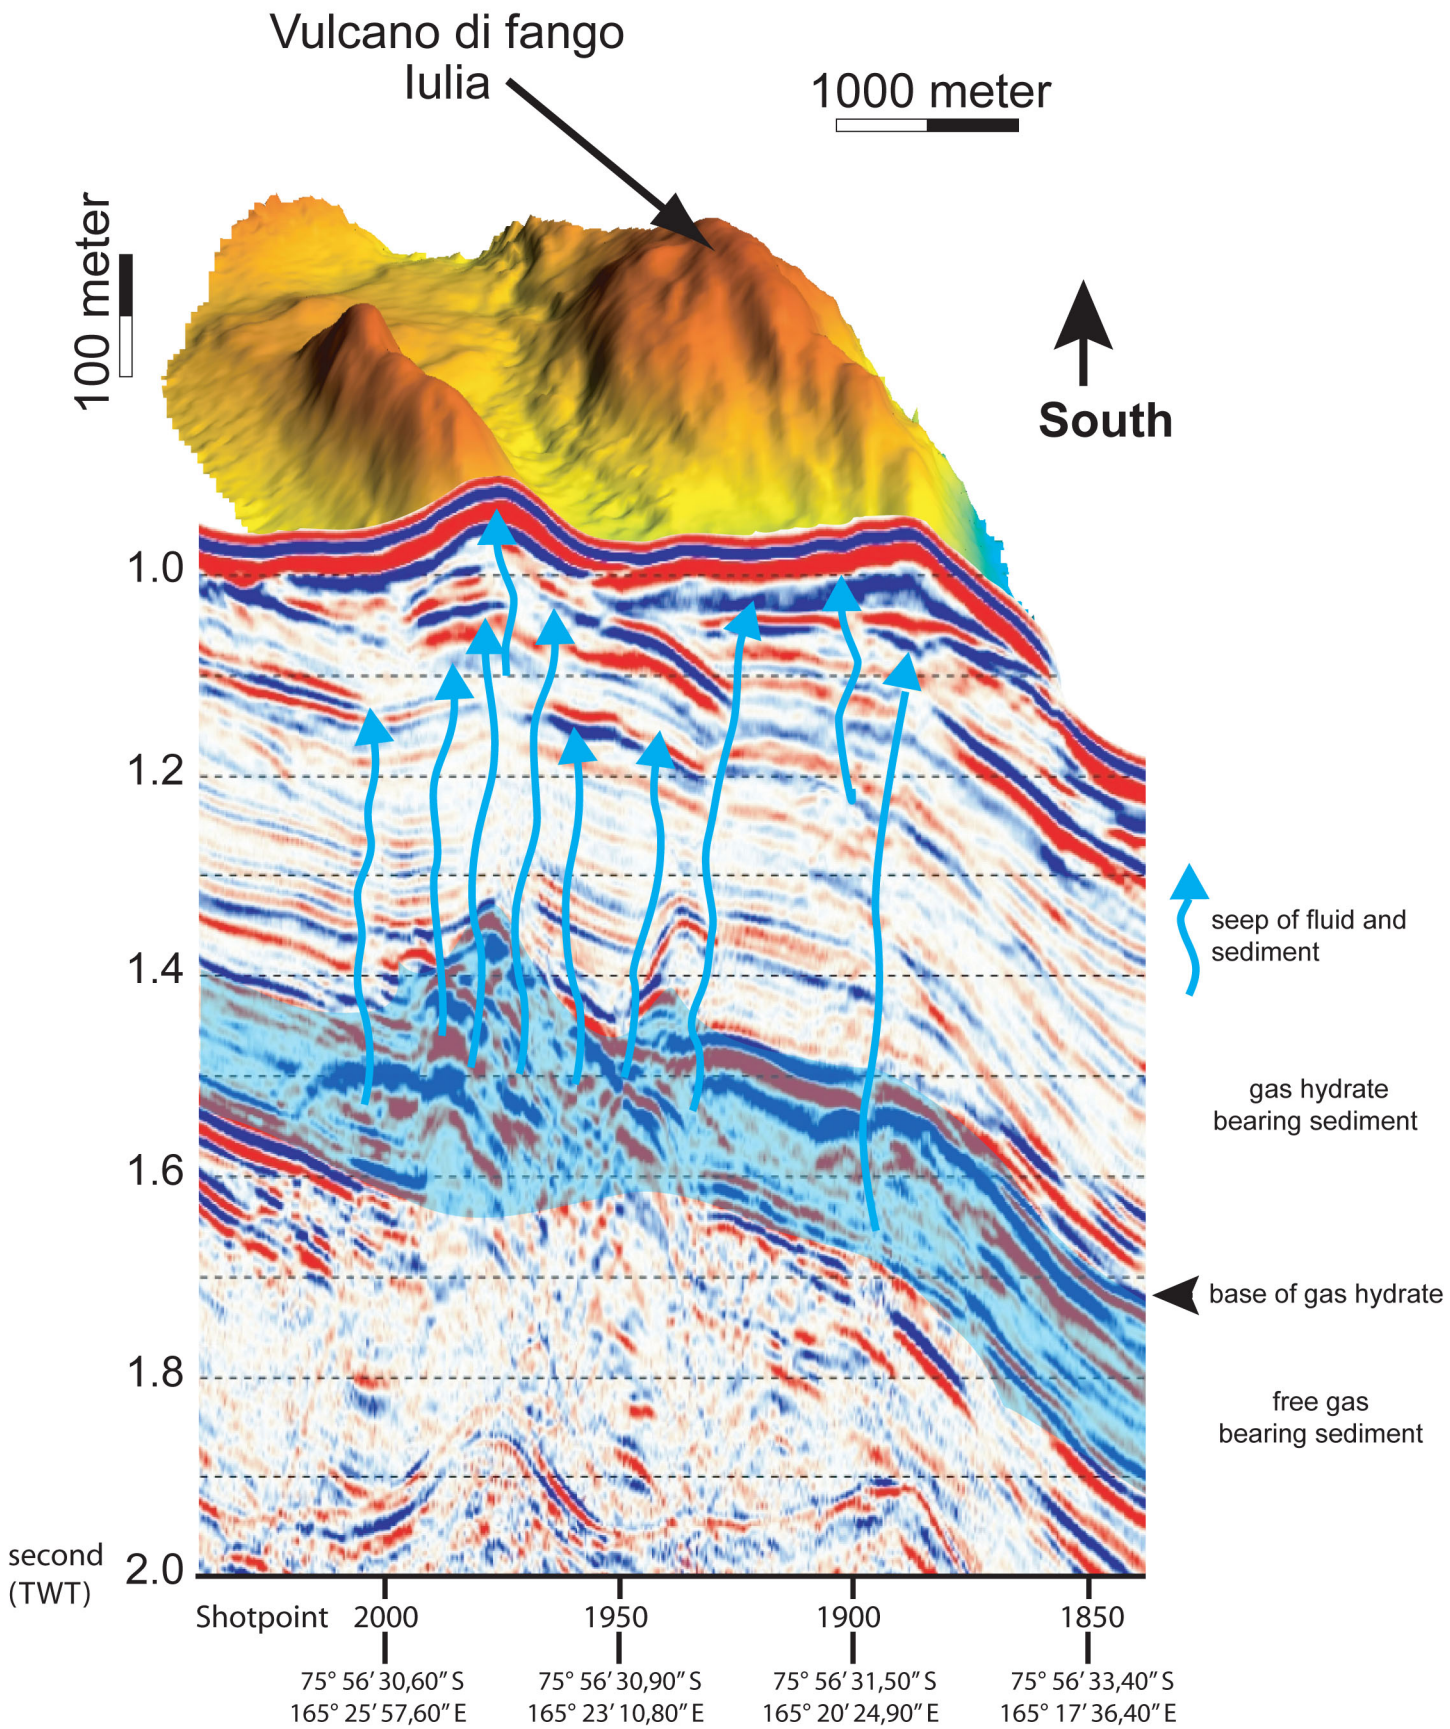 Vulcano di fango
Iulia
1000 meter
100 meter
South
1.0
1.2
1.4
1.6
1.8
2.0
seep of fluid and
sediment
gas hydrate
bearing sediment
base of gas hydrate
free gas
bearing sediment
second
(TWT)
Shotpoint 2000 1950 1900 1850
75° 56′ 30,60″ S 75° 56′ 30,90″ S 75° 56′ 31,50″ S 75° 56′ 33,40″ S
165° 25′ 57,60″ E 165° 23′ 10,80″ E 165° 20′ 24,90″ E 165° 17′ 36,40″ E